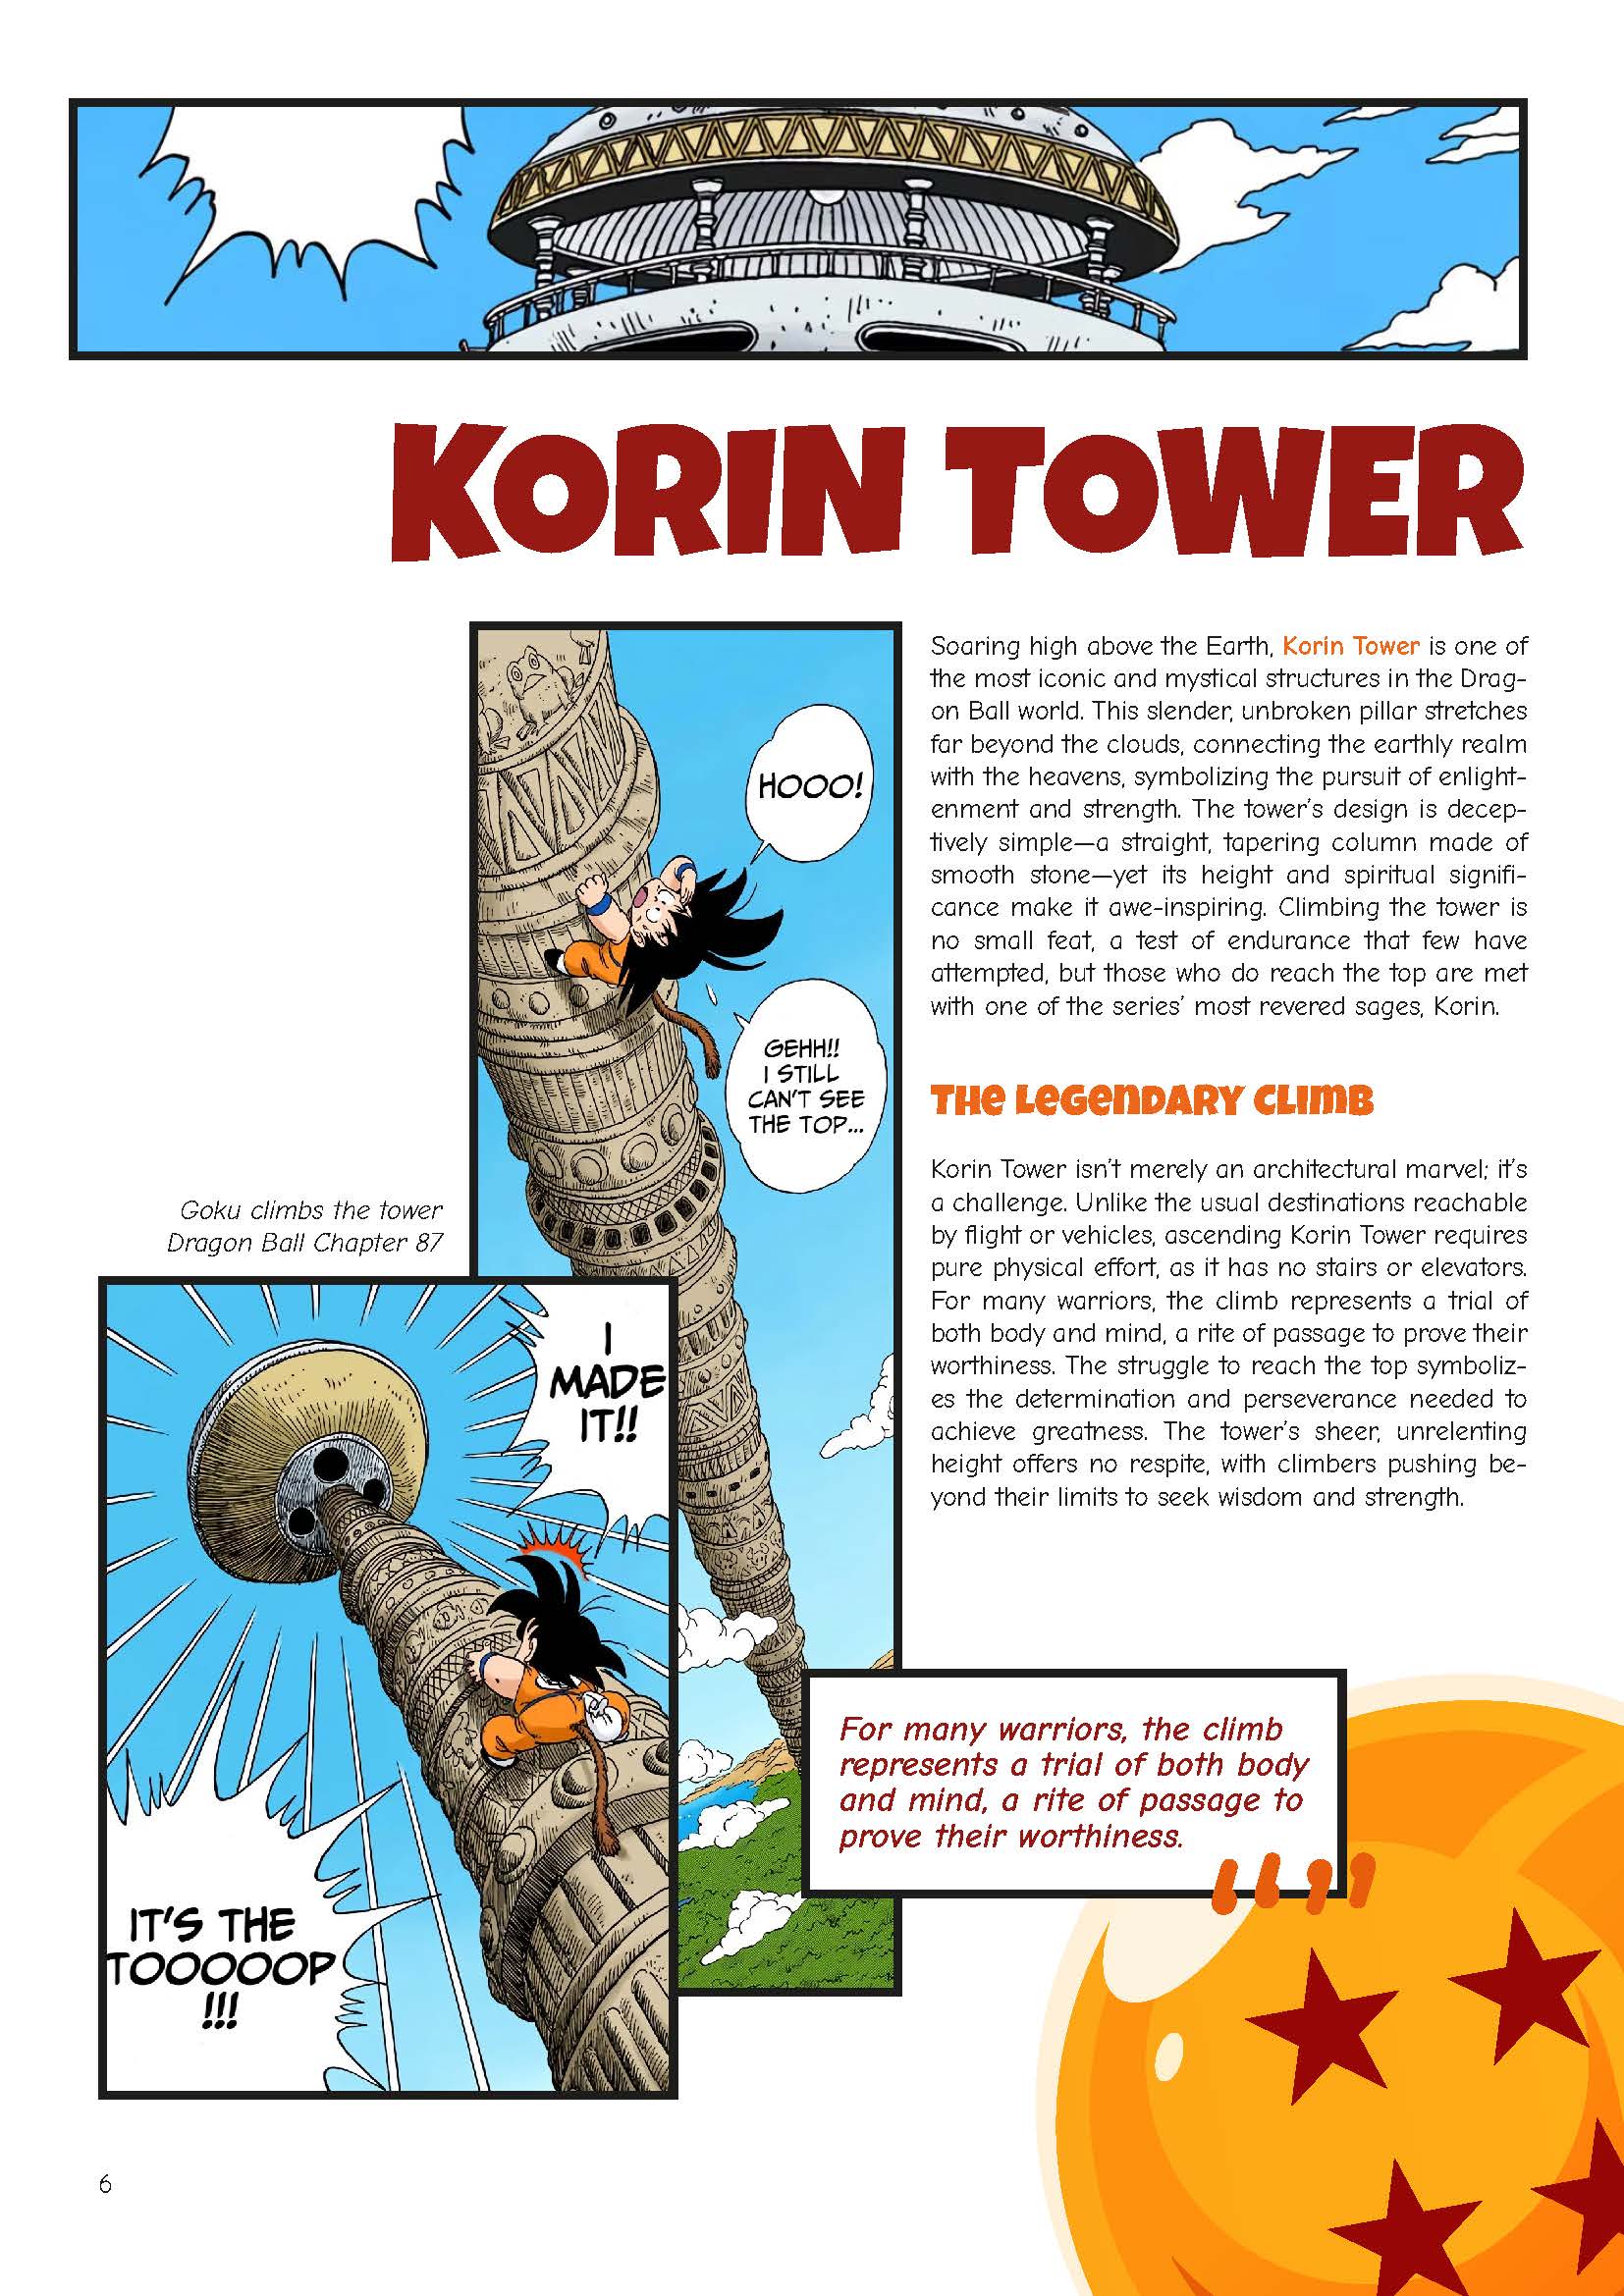 KORIN TOWER
HOOO!
GEHH!!
I STILL
CAN'T SEE
THE TOP...
Goku climbs the tower
Dragon Ball Chapter 87
I
MADE
IT!!
IT'S THE
TOOOOOP
!!!
Soaring high above the Earth, Korin Tower is one of
the most iconic and mystical structures in the Drag-
on Ball world. This slender, unbroken pillar stretches
far beyond the clouds, connecting the earthly realm
with the heavens, symbolizing the pursuit of enlight-
enment and strength. The tower's design is decep-
tively simple—a straight, tapering column made of
smooth stone—yet its height and spiritual signifi-
cance make it awe-inspiring. Climbing the tower is
no small feat, a test of endurance that few have
attempted, but those who do reach the top are met
with one of the series' most revered sages, Korin.
THE LEGENDARY CLIMB
Korin Tower isn't merely an architectural marvel; it's
a challenge. Unlike the usual destinations reachable
by flight or vehicles, ascending Korin Tower requires
pure physical effort, as it has no stairs or elevators.
For many warriors, the climb represents a trial of
both body and mind, a rite of passage to prove their
worthiness. The struggle to reach the top symboliz-
es the determination and perseverance needed to
achieve greatness. The tower's sheer, unrelenting
height offers no respite, with climbers pushing be-
yond their limits to seek wisdom and strength.
For many warriors, the climb
represents a trial of both body
and mind, a rite of passage to
prove their worthiness.
“”
6